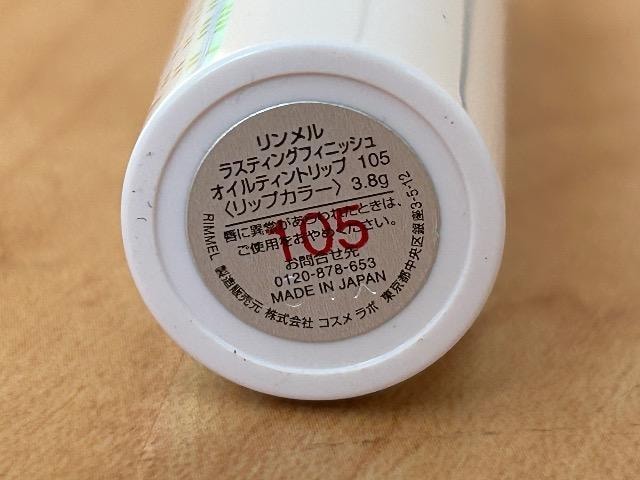 リンメル
ラスティングフィニッシュ
オイルティントリップ 105
〈リップカラー〉 3.8g
唇に異常があらわれたときは、
ご使用をおやめください。
105
お問合せ先
0120-878-653
MADE IN JAPAN
RIMMEL 製造販売元 株式会社 コスメ ラボ 東京都中央区銀座3-5-12